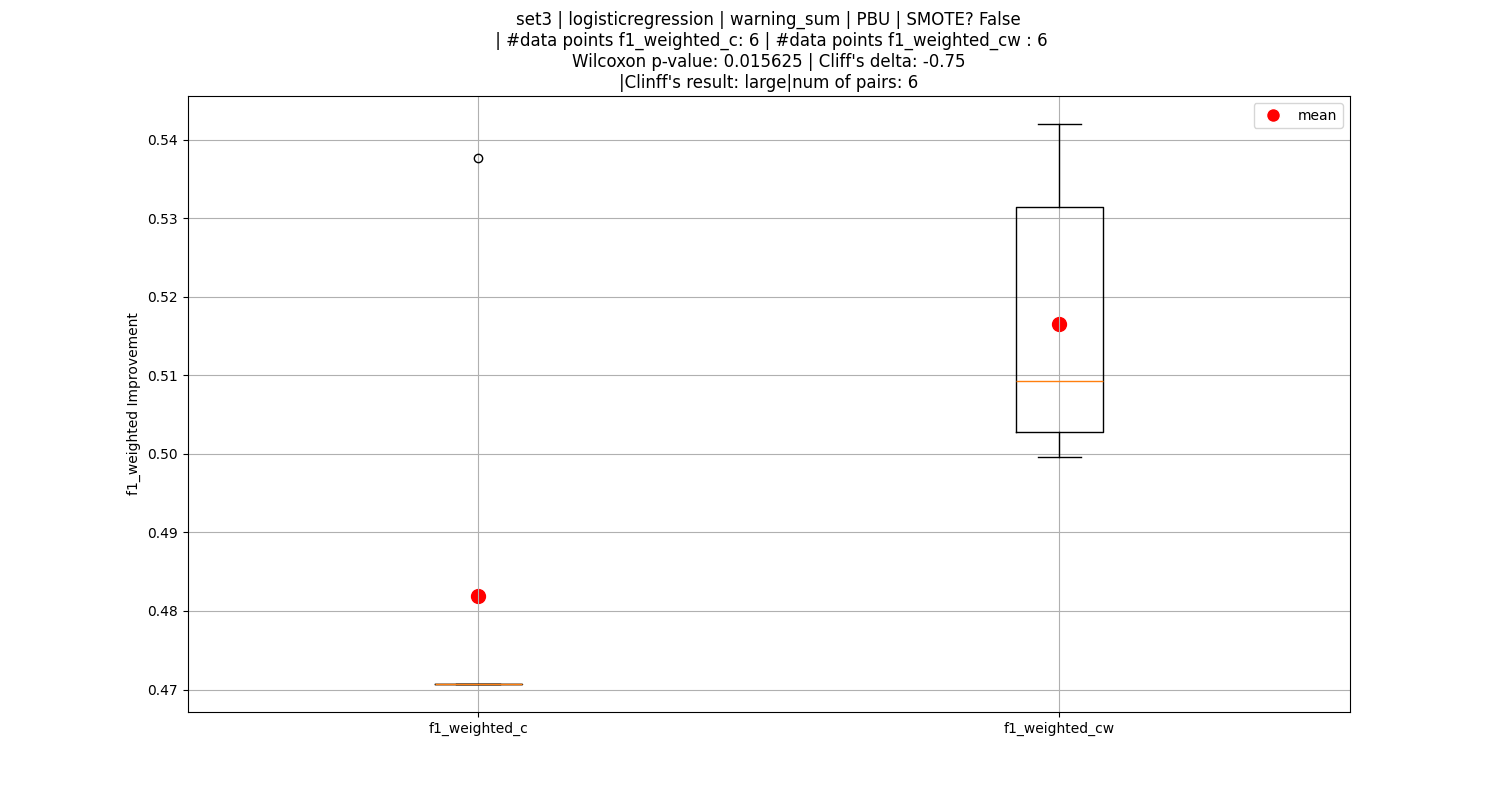 set3 | logisticregression | warning_sum | PBU | SMOTE? False
| #data points f1_weighted_c: 6 | #data points f1_weighted_cw : 6
Wilcoxon p-value: 0.015625 | Cliff's delta: -0.75
|Clinff's result: large|num of pairs: 6
mean
0.54
0.53
0.52
0.51
0.50
0.49
0.48
0.47
f1_weighted Improvement
f1_weighted_c
f1_weighted_cw